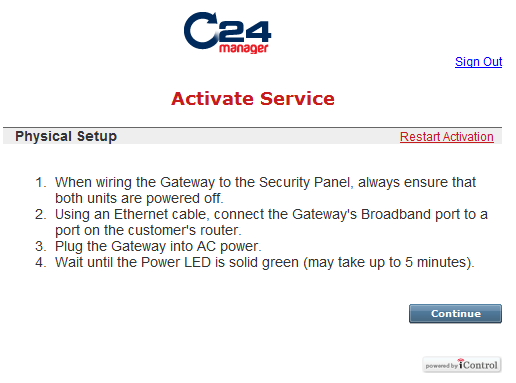 C24
manager
Sign Out
Activate Service
Physical Setup Restart Activation
1. When wiring the Gateway to the Security Panel, always ensure that
both units are powered off.
2. Using an Ethernet cable, connect the Gateway's Broadband port to a
port on the customer's router.
3. Plug the Gateway into AC power.
4. Wait until the Power LED is solid green (may take up to 5 minutes).
Continue
powered by iControl